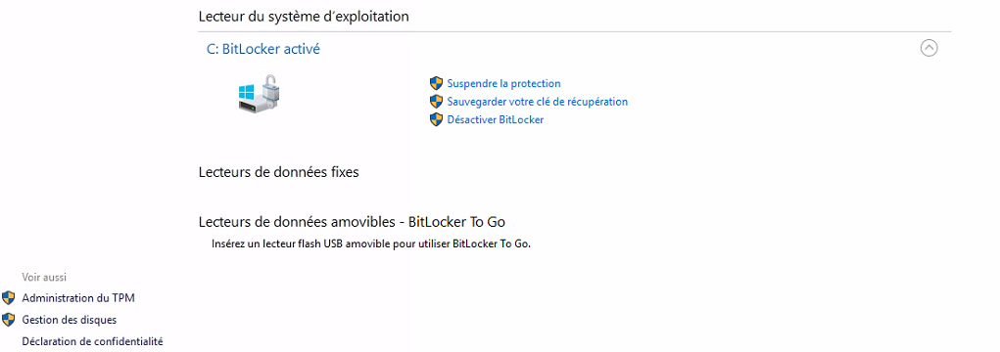 Lecteur du système d’exploitation
C: BitLocker activé
Suspendre la protection
Sauvegarder votre clé de récupération
Désactiver BitLocker
Lecteurs de données fixes
Lecteurs de données amovibles - BitLocker To Go
Insérez un lecteur flash USB amovible pour utiliser BitLocker To Go.
Voir aussi
Administration du TPM
Gestion des disques
Déclaration de confidentialité